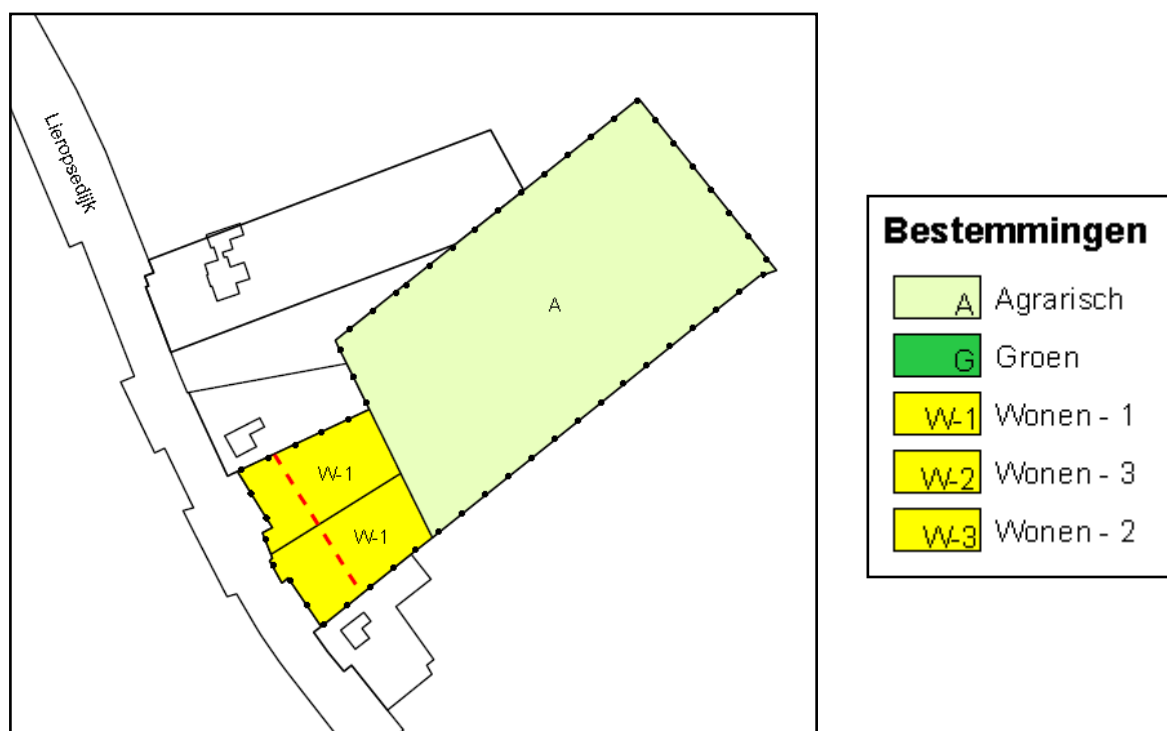 Lieropsedijk
A
W-1
W-1
Bestemmingen
A Agrarisch
G Groen
W-1 Wonen - 1
W-2 Wonen - 3
W-3 Wonen - 2